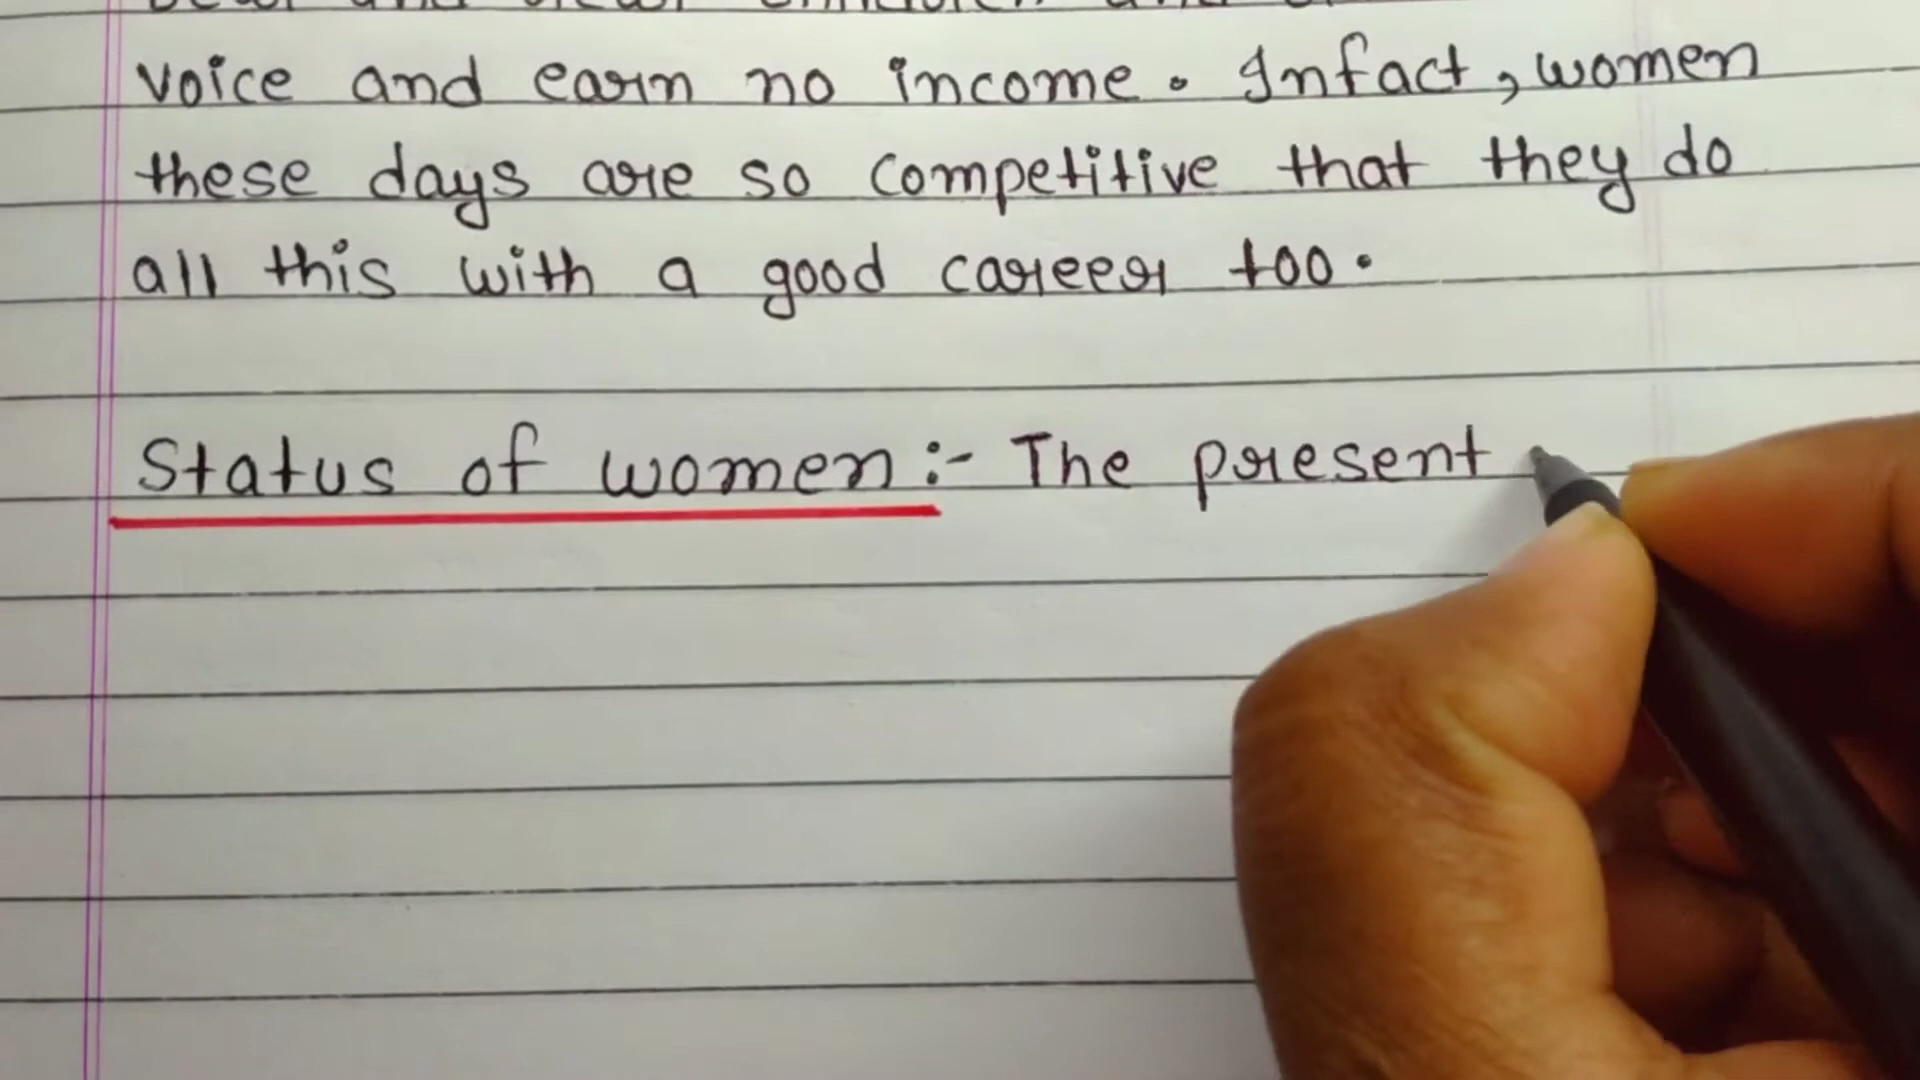 voice and earn no income. Infact, women
these days are so competitive that they do
all this with a good career too.
Status of women:- The present